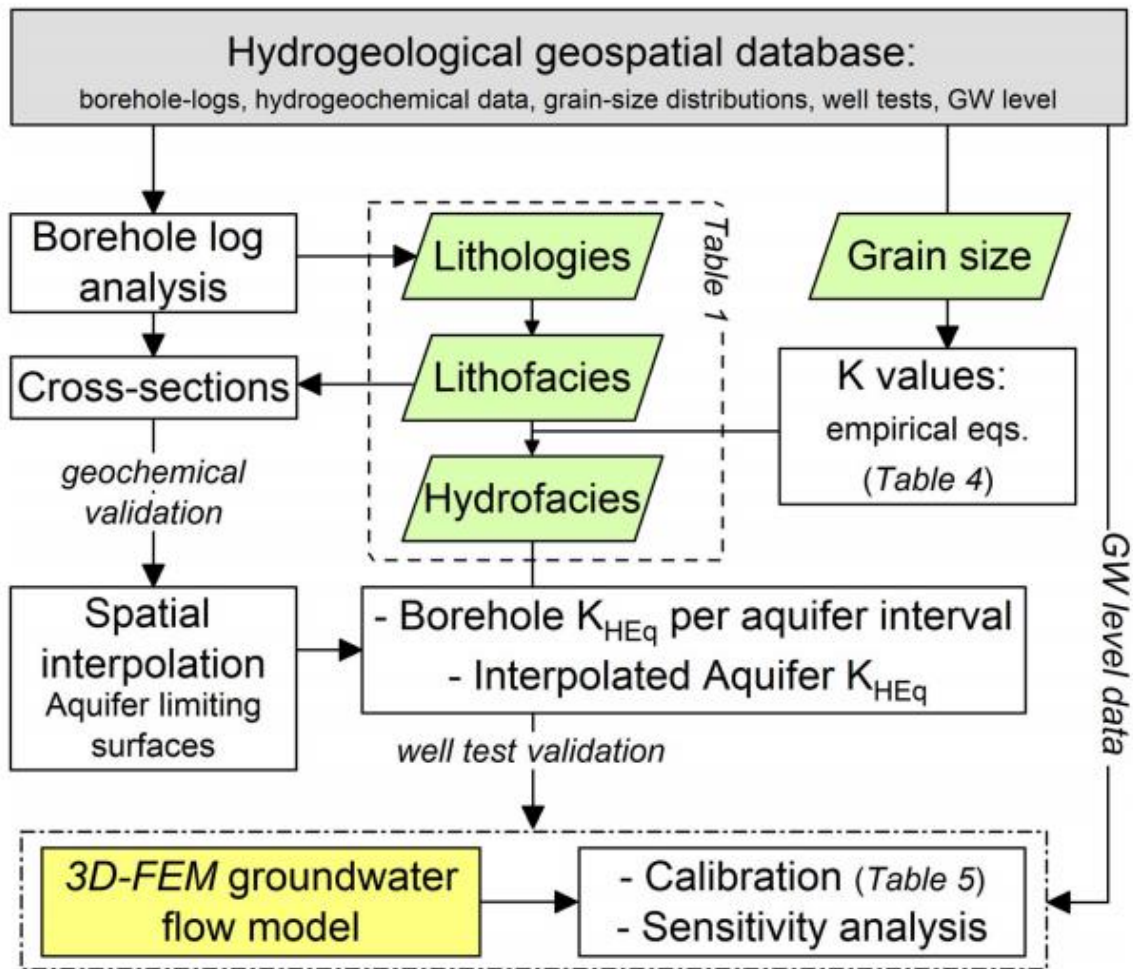 Hydrogeological geospatial database:
borehole-logs, hydrogeochemical data, grain-size distributions, well tests, GW level
Borehole log
analysis
Lithologies
Table 1
Grain size
Cross-sections
Lithofacies
K values:
empirical eqs.
(Table 4)
geochemical
validation
Hydrofacies
GW level data
Spatial
interpolation
Aquifer limiting
surfaces
- Borehole KHEq per aquifer interval
- Interpolated Aquifer KHEq
well test validation
3D-FEM groundwater
flow model
- Calibration (Table 5)
- Sensitivity analysis